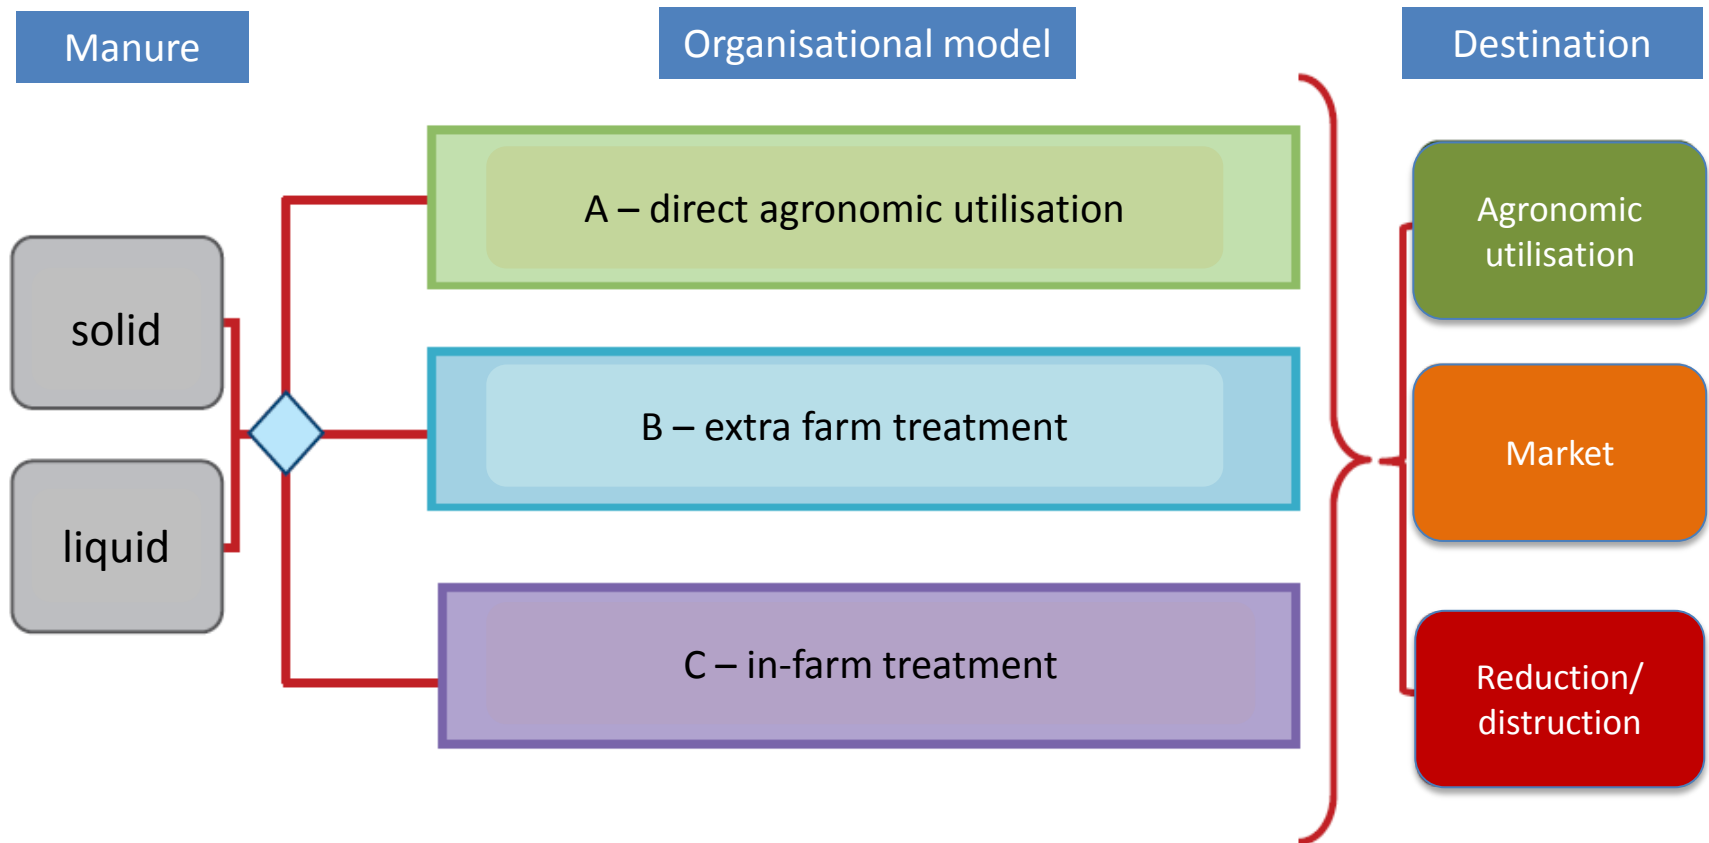 Manure
Organisational model
Destination
solid
liquid
A – direct agronomic utilisation
B – extra farm treatment
C – in-farm treatment
Agronomic
utilisation
Market
Reduction/
distruction